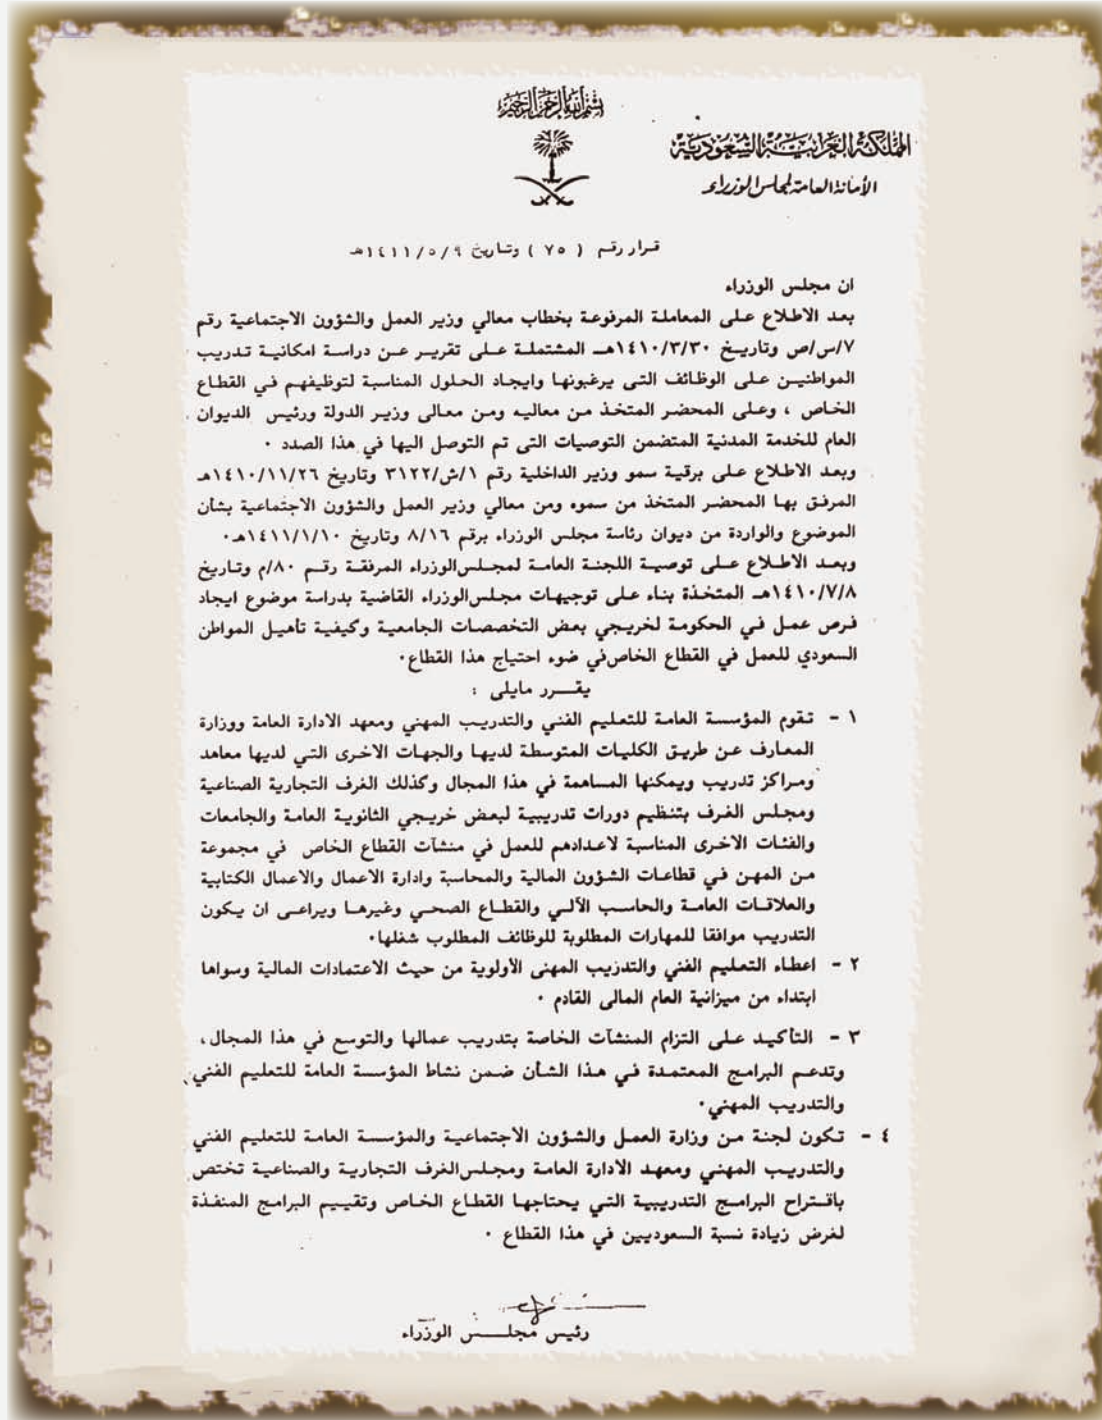 بسم الله الرحمن الرحيم
المملكة العربية السعودية
الأمانة العامة لمجلس الوزراء
قرار رقم ( ٧٥ ) وتاريخ ١٤١١/٥/٩هـ
ان مجلس الوزراء
بعد الاطلاع على المعاملة المرفوعة بخطاب معالي وزير العمل والشؤون الاجتماعية رقم
٧/س/ص وتاريخ ١٤١٠/٣/٣٠هـ المشتملة على تقرير عن دراسة امكانية تدريب
المواطنين على الوظائف التى يرغبونها وايجاد الحلول المناسبة لتوظيفهم في القطاع
الخاص ، وعلى المحضر المتخذ من معاليه ومن معالى وزير الدولة ورئيس الديوان
العام للخدمة المدنية المتضمن التوصيات التى تم التوصل اليها في هذا الصدد ٠
وبعد الاطلاع على برقية سمو وزير الداخلية رقم ١/ش/٣١٢٢ وتاريخ ١٤١٠/١١/٢٦هـ
المرفق بها المحضر المتخذ من سموه ومن معالي وزير العمل والشؤون الاجتماعية بشأن
الموضوع والواردة من ديوان رئاسة مجلس الوزراء برقم ٨/١٦ وتاريخ ١٤١١/١/١٠هـ٠
وبعد الاطلاع على توصية اللجنة العامة لمجلس الوزراء المرفقة رقم ٨٠/م وتاريخ
١٤١٠/٧/٨هـ المتخذة بناء على توجيهات مجلس الوزراء القاضية بدراسة موضوع ايجاد
فرص عمل في الحكومة لخريجي بعض التخصصات الجامعية وكيفية تأهيل المواطن
السعودي للعمل في القطاع الخاص في ضوء احتياج هذا القطاع٠
يقـــرر مايلى :
١ - تقوم المؤسسة العامة للتعليم الفني والتدريب المهني ومعهد الادارة العامة ووزارة
المعارف عن طريق الكليات المتوسطة لديها والجهات الاخرى التي لديها معاهد
ومراكز تدريب ويمكنها المساهمة في هذا المجال وكذلك الغرف التجارية الصناعية
ومجلس الغرف بتنظيم دورات تدريبية لبعض خريجي الثانوية العامة والجامعات
والفئات الاخرى المناسبة لاعدادهم للعمل في منشآت القطاع الخاص في مجموعة
من المهن في قطاعات الشؤون المالية والمحاسبة وادارة الاعمال والاعمال الكتابية
والعلاقات العامة والحاسب الآلي والقطاع الصحي وغيرها ويراعى ان يكون
التدريب موافقا للمهارات المطلوبة للوظائف المطلوب شغلها٠
٢ - اعطاء التعليم الفني والتدريب المهنى الأولوية من حيث الاعتمادات المالية وسواها
ابتداء من ميزانية العام المالى القادم ٠
٣ - التأكيد على التزام المنشآت الخاصة بتدريب عمالها والتوسع في هذا المجال،
وتدعم البرامج المعتمدة في هذا الشأن ضمن نشاط المؤسسة العامة للتعليم الفني
والتدريب المهني٠
٤ - تكون لجنة من وزارة العمل والشؤون الاجتماعية والمؤسسة العامة للتعليم الفني
والتدريب المهني ومعهد الادارة العامة ومجلس الغرف التجارية والصناعية تختص
باقتراح البرامج التدريبية التي يحتاجها القطاع الخاص وتقييم البرامج المنفذة
لغرض زيادة نسبة السعوديين في هذا القطاع ٠
رئيس مجلـــس الوزراء